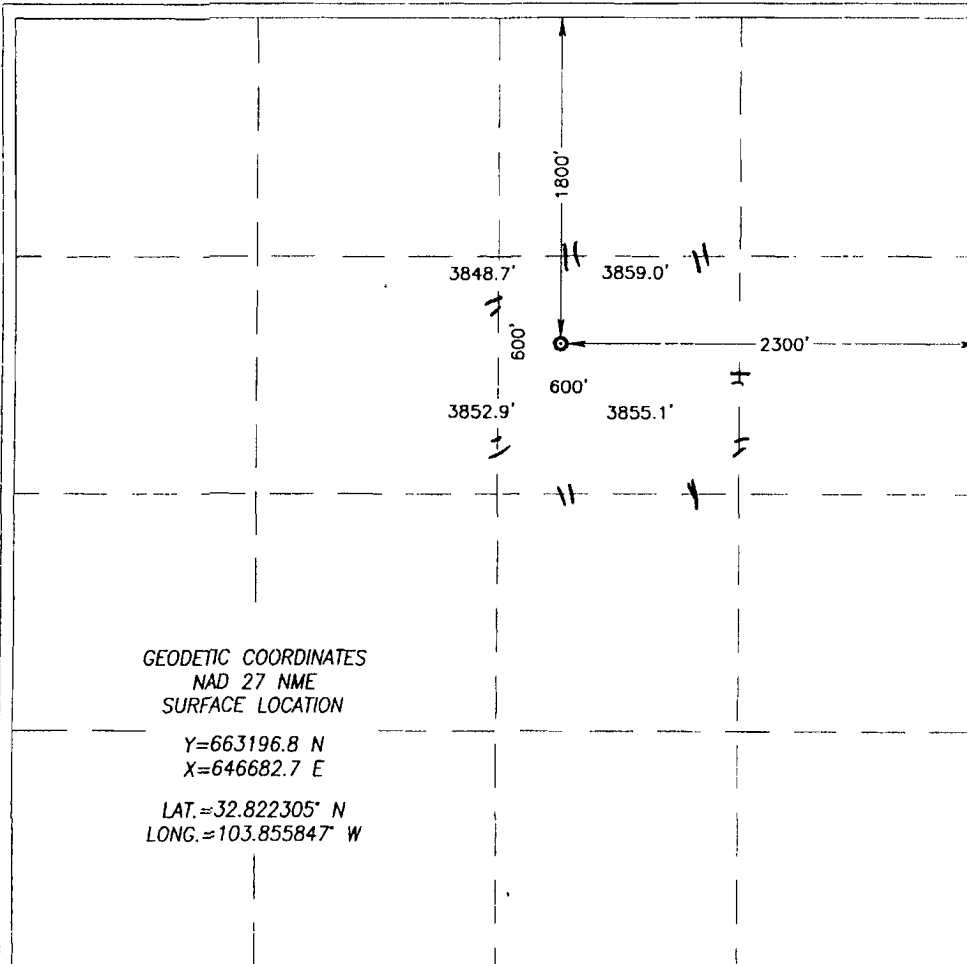 1800'
3848.7'
3859.0'
600'
2300'
600'
3852.9'
3855.1'
GEODETIC COORDINATES
NAD 27 NME
SURFACE LOCATION
Y=663196.8 N
X=646682.7 E
LAT.=32.822305° N
LONG.=103.855847° W